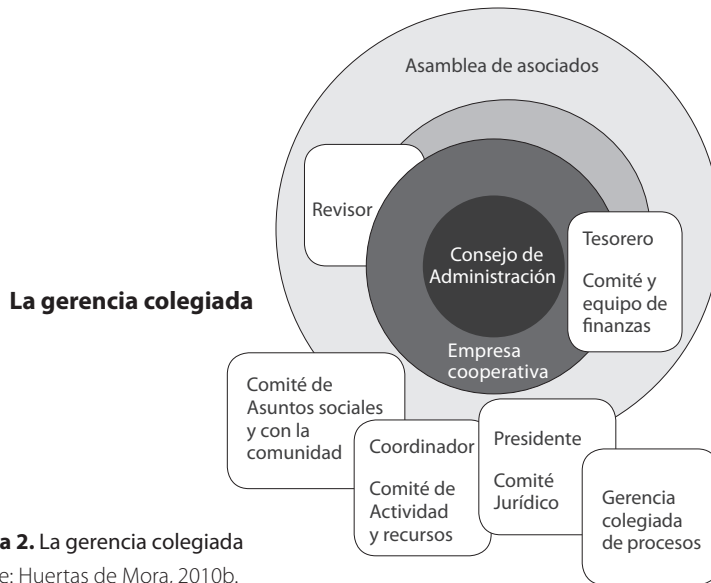 Asamblea de asociados
Revisor
Consejo de
Administración
Tesorero
Comité y
equipo de
finanzas
La gerencia colegiada
Empresa
cooperativa
Comité de
Asuntos sociales
y con la
comunidad
Coordinador
Comité de
Actividad
y recursos
Presidente
Comité
Jurídico
Gerencia
colegiada
de procesos
a 2. La gerencia colegiada
e: Huertas de Mora, 2010b.